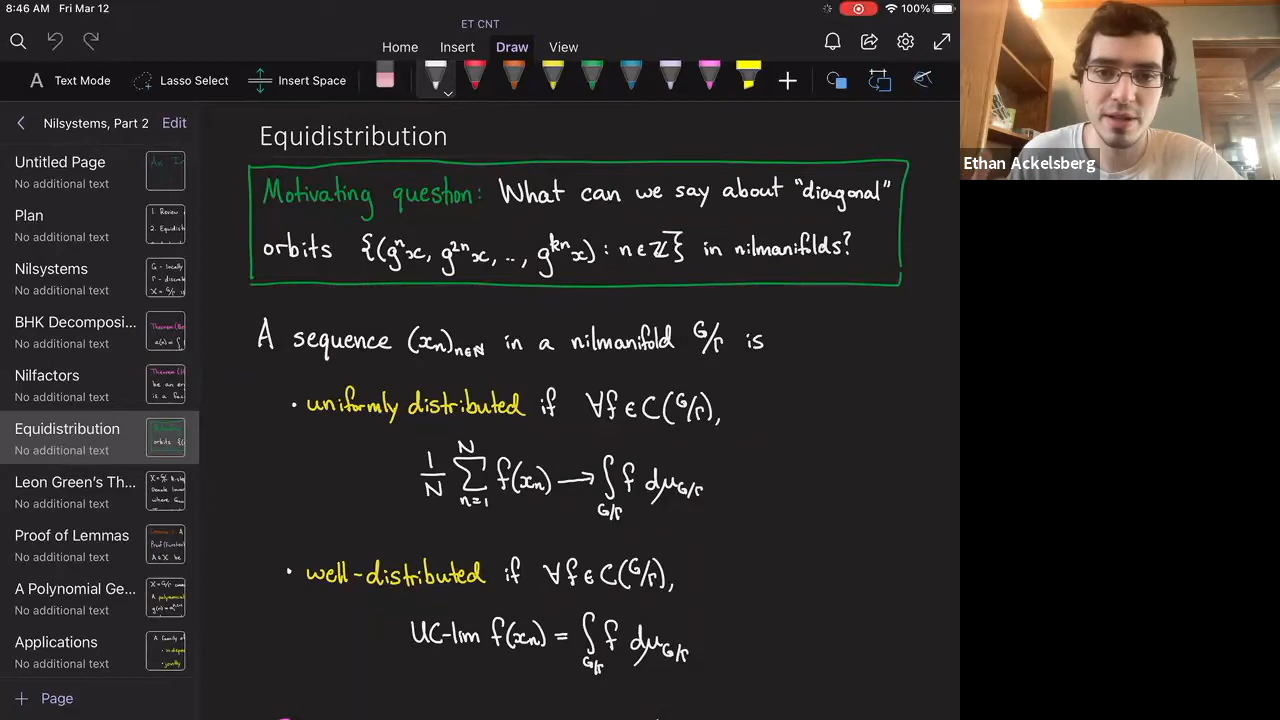 8:46 AM Fri Mar 12
100%
ET CNT
Home Insert Draw View
Text Mode Lasso Select Insert Space
Nilsystems, Part 2 Edit
Untitled Page
No additional text
Plan
No additional text
Nilsystems
No additional text
BHK Decomposi...
No additional text
Nilfactors
No additional text
Equidistribution
No additional text
Leon Green's Th...
No additional text
Proof of Lemmas
No additional text
A Polynomial Ge...
No additional text
Applications
No additional text
+ Page
Equidistribution
Motivating question: What can we say about "diagonal"
orbits {(gⁿx, g²ⁿx, .., gᵏⁿx) : n∈ℤ} in nilmanifolds?
A sequence (xₙ)n∈ℕ in a nilmanifold G/Γ is
· uniformly distributed if ∀f∈C(G/Γ),
1/N ∑_{n=1}^{N} f(xₙ) → ∫_{G/Γ} f dμ_{G/Γ}
· well-distributed if ∀f∈C(G/Γ),
UC-lim f(xₙ) = ∫_{G/Γ} f dμ_{G/Γ}
Ethan Ackelsberg